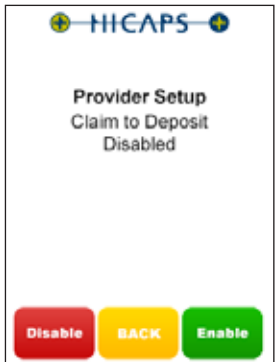 HICAPS
Provider Setup
Claim to Deposit
Disabled
Disable BACK Enable